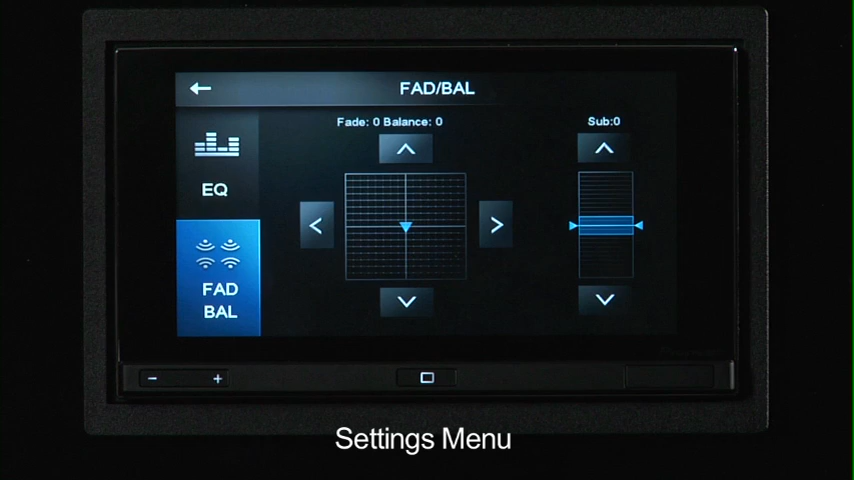 FAD/BAL
Fade: 0 Balance: 0
Sub:0
EQ
FAD
BAL
Settings Menu